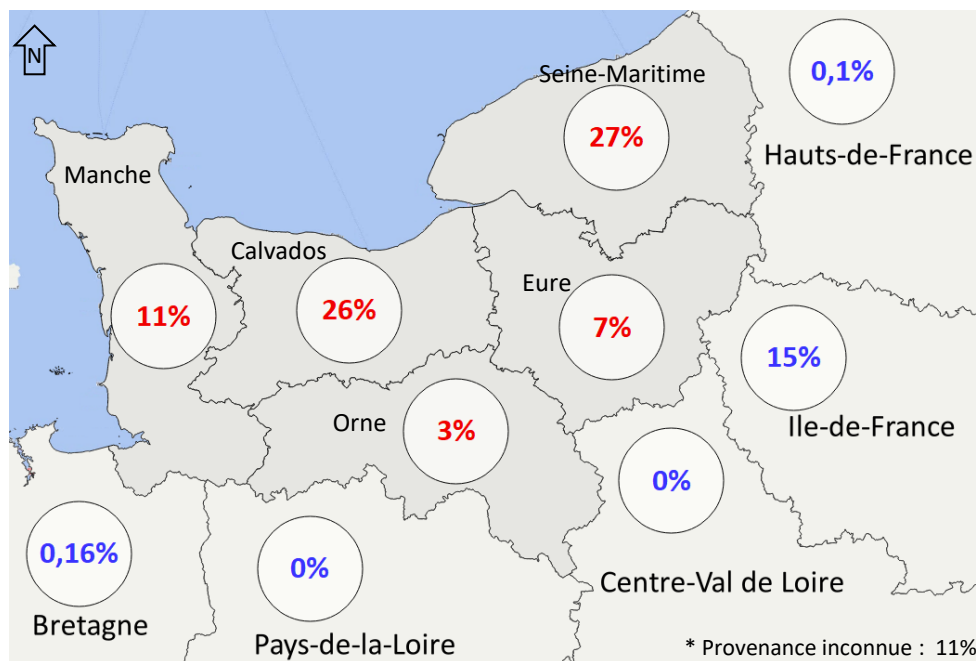 N
Seine-Maritime
27%
0,1%
Hauts-de-France
Manche
11%
Calvados
26%
Eure
7%
15%
Ile-de-France
Orne
3%
0%
Centre-Val de Loire
0,16%
Bretagne
0%
Pays-de-la-Loire
* Provenance inconnue : 11%